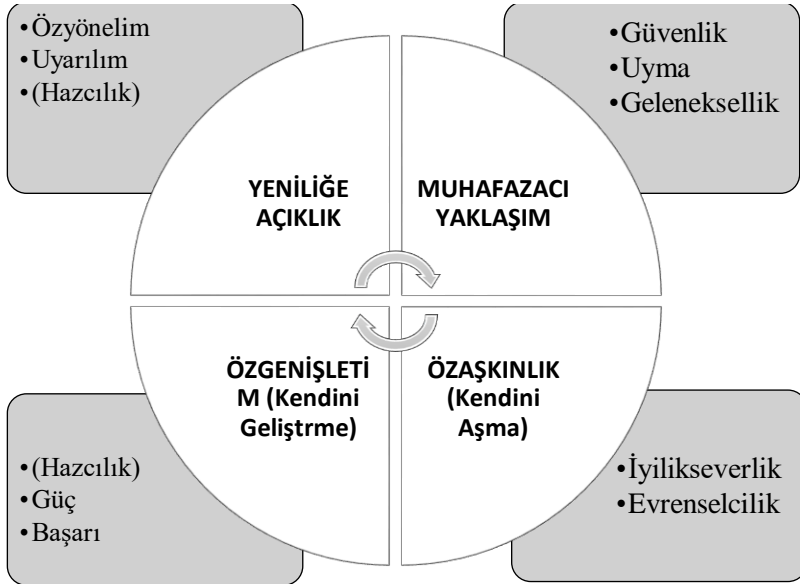 •Özyönelim
•Uyarılım
•(Hazcılık)
•Güvenlik
•Uyma
•Geleneksellik
YENİLİĞE
AÇIKLIK
MUHAFAZACI
YAKLAŞIM
ÖZGENİŞLETİ
M (Kendini
Geliştrme)
ÖZAŞKINLIK
(Kendini
Aşma)
•(Hazcılık)
•Güç
•Başarı
•İyilikseverlik
•Evrenselcilik